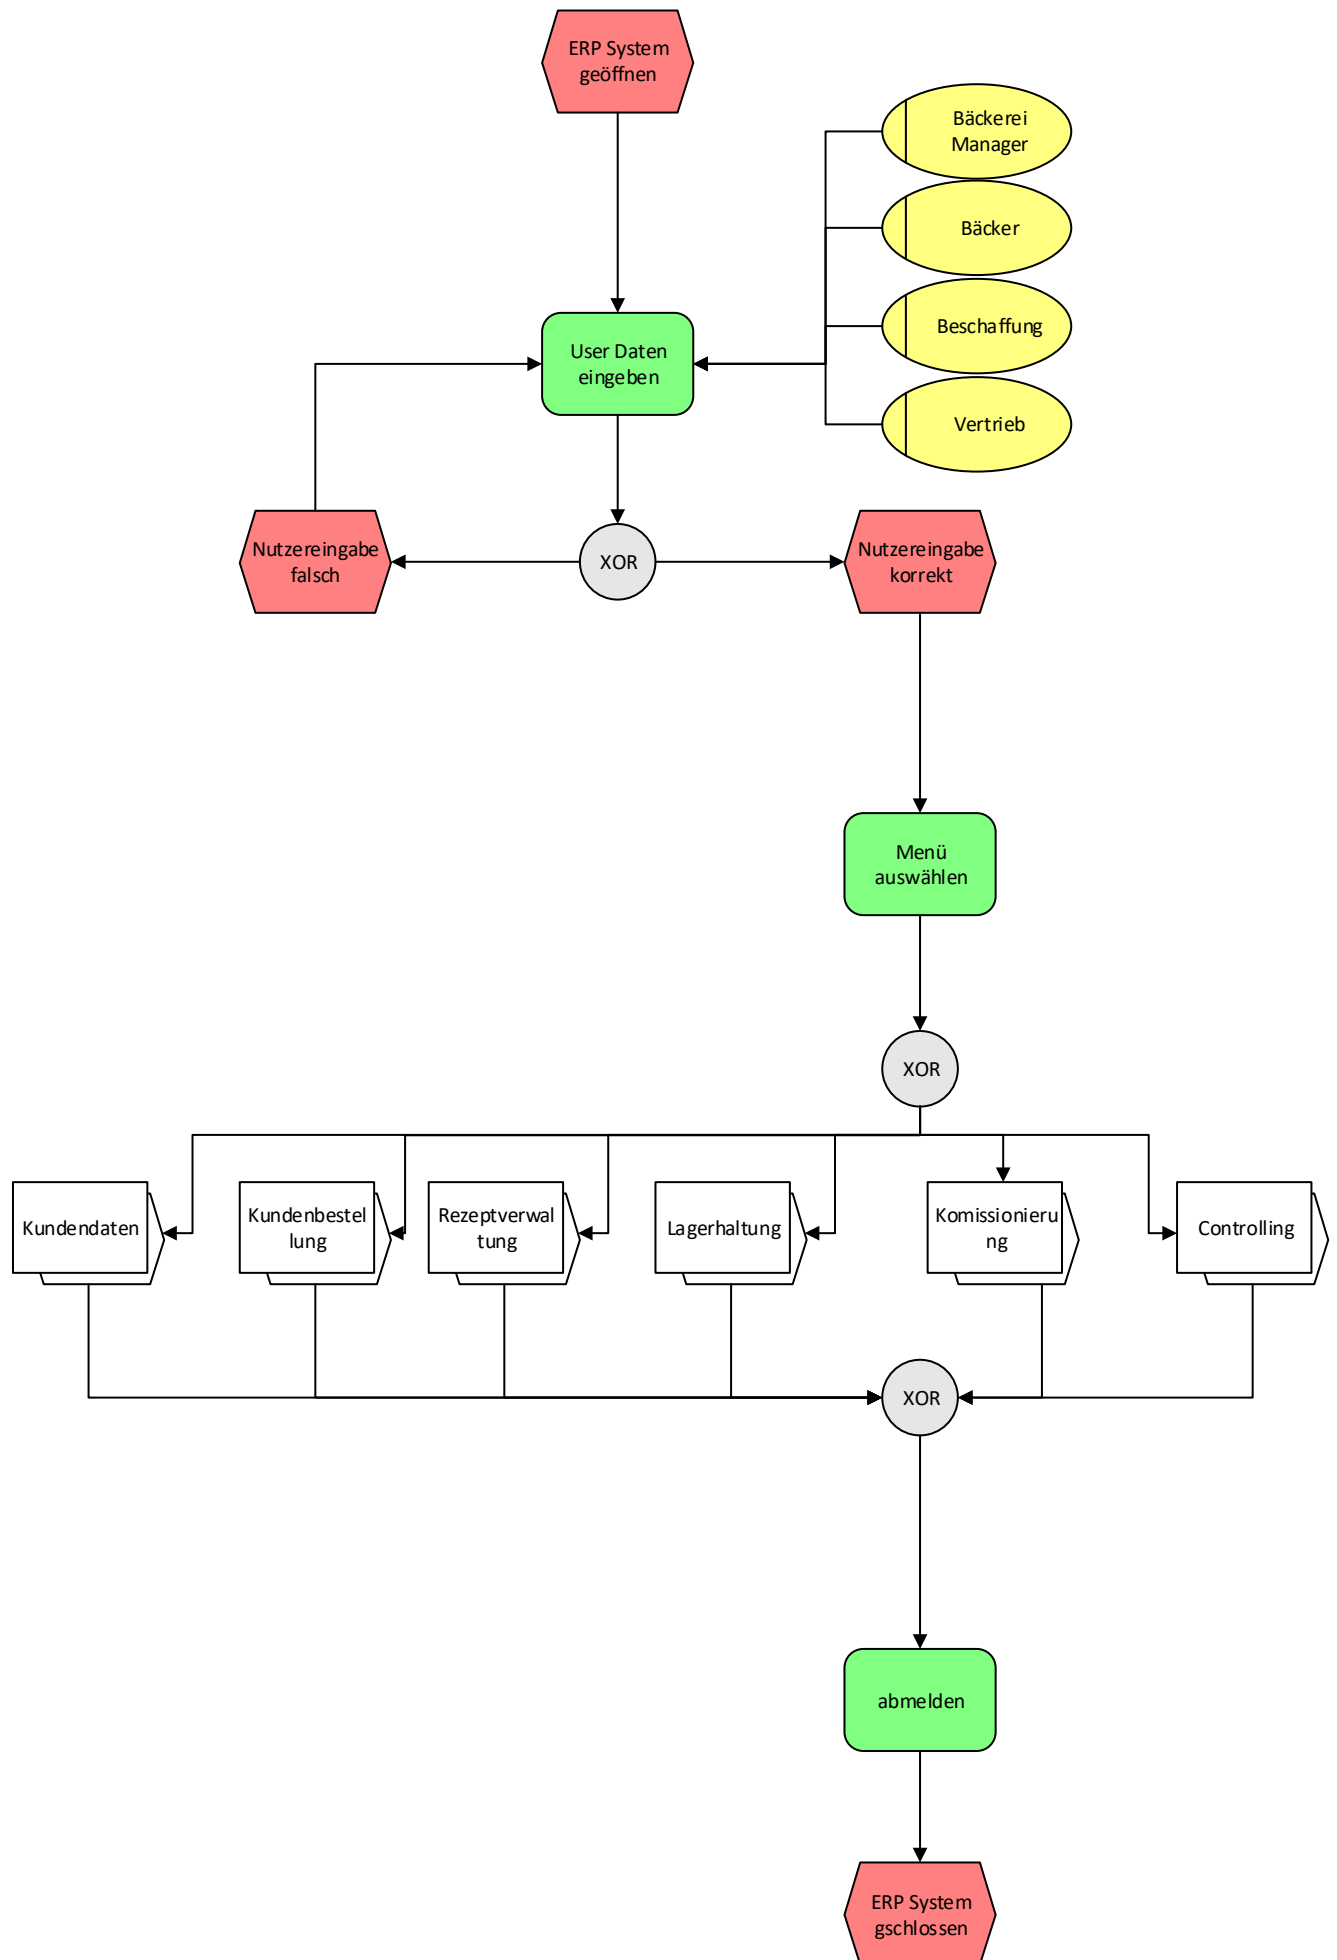 ERP System
geöffnen
Bäckerei
Manager
Bäcker
Beschaffung
Vertrieb
User Daten
eingeben
Nutzereingabe
falsch
XOR
Nutzereingabe
korrekt
Menü
auswählen
XOR
Kundendaten
Kundenbestel
lung
Rezeptverwal
tung
Lagerhaltung
Komissionieru
ng
Controlling
XOR
abmelden
ERP System
gschlossen